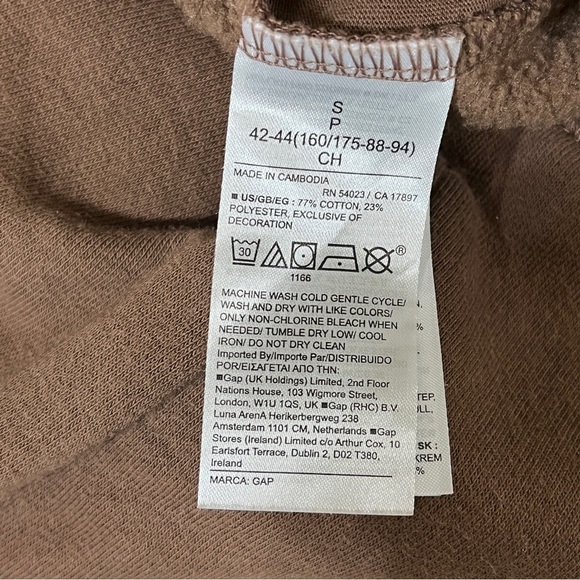 S
P
42-44(160/175-88-94)
CH
MADE IN CAMBODIA
RN 54023 / CA 17897
■ US/GB/EG : 77% COTTON, 23%
POLYESTER, EXCLUSIVE OF
DECORATION
30
®
1166
MACHINE WASH COLD GENTLE CYCLE/
WASH AND DRY WITH LIKE COLORS/
ONLY NON-CHLORINE BLEACH WHEN
NEEDED/ TUMBLE DRY LOW/ COOL
IRON/ DO NOT DRY CLEAN
Imported By/Importe Par/DISTRIBUIDO
POR/ΕΙΣΑΓΕΤΑΙ ΑΠΟ ΤΗΝ:
■Gap (UK Holdings) Limited, 2nd Floor
Nations House, 103 Wigmore Street,
London, W1U 1QS, UK ■Gap (RHC) B.V.
Luna ArenA Herikerbergweg 238
Amsterdam 1101 CM, Netherlands ■Gap
Stores (Ireland) Limited c/o Arthur Cox, 10
Earlsfort Terrace, Dublin 2, D02 T380,
Ireland
MARCA: GAP
N.
%
TEP.
SK :
KREM
%